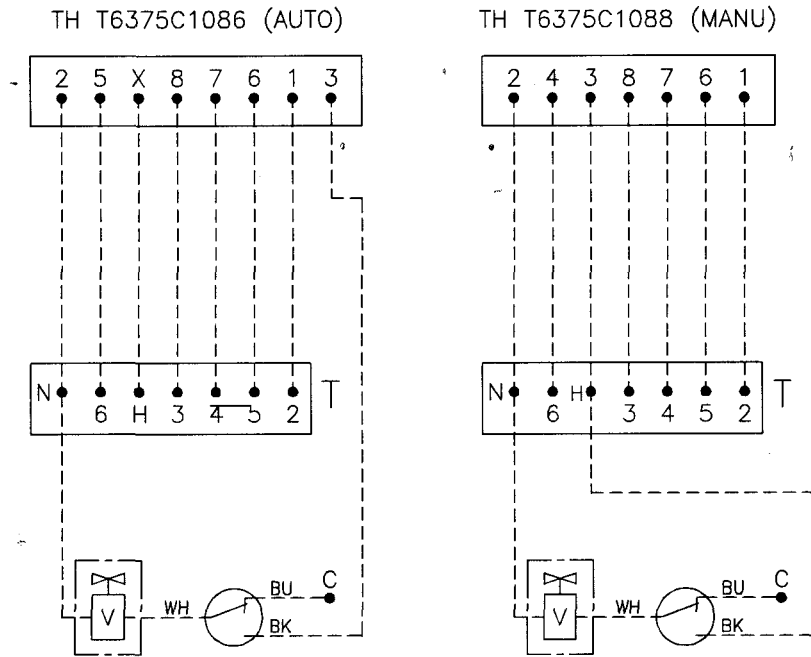 TH T6375C1086 (AUTO)
2 5 X 8 7 6 1 3
N 6 H 3 4 5 2 T
V WH BU C
BK
TH T6375C1088 (MANU)
2 4 3 8 7 6 1
N 6 H 3 4 5 2 T
V WH BU C
BK